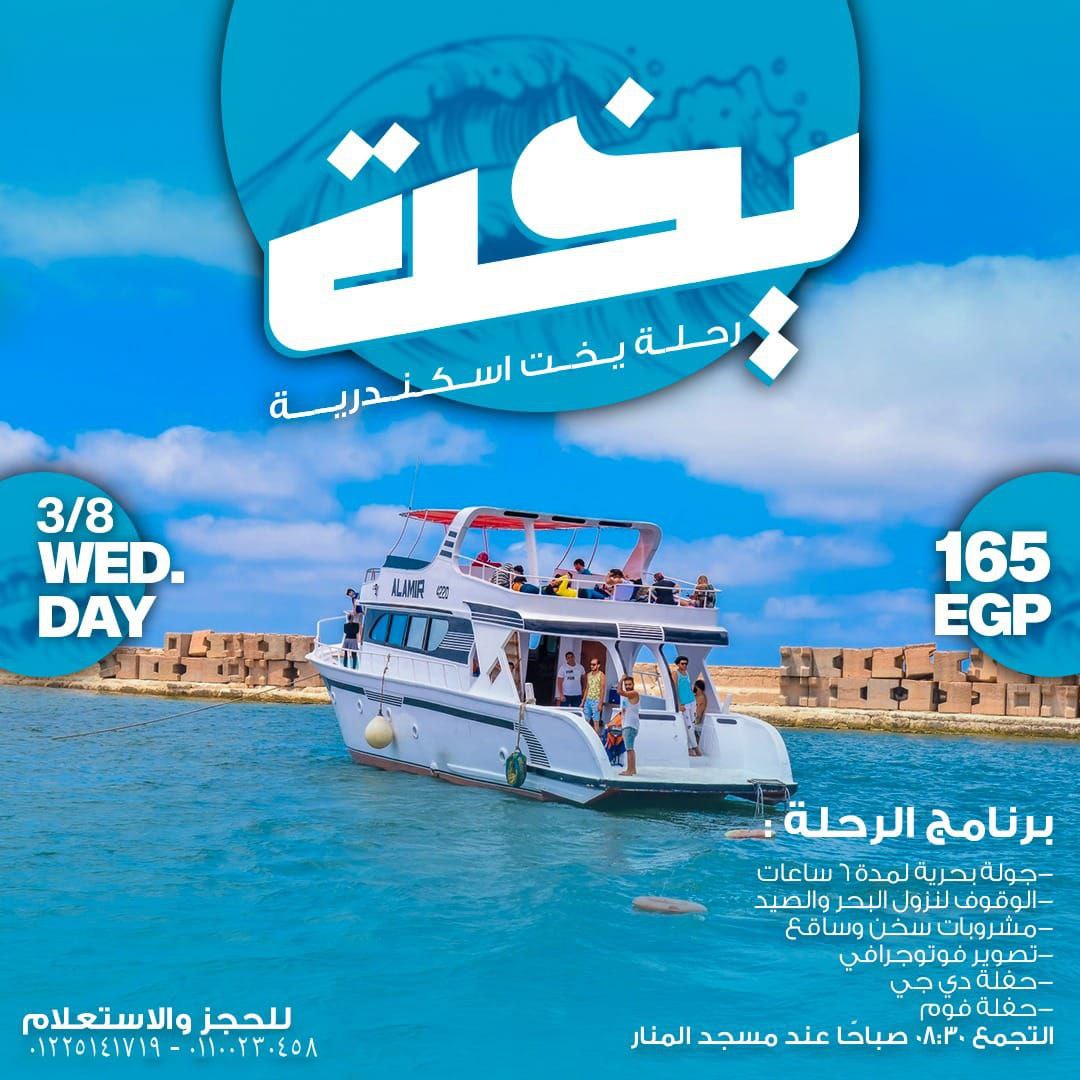 يخت
رحلة يخت اسكندرية
3/8
WED.
DAY
165
EGP
ALAMIR 4220
برنامج الرحلة :
-جولة بحرية لمدة ٦ ساعات
-الوقوف لنزول البحر والصيد
-مشروبات سخن وساقع
-تصوير فوتوجرافي
-حفلة دي جي
-حفلة فوم
التجمع ٠٨:٣٠ صباحًا عند مسجد المنار
للحجز والاستعلام
٠١٢٢٥١٤١٧١٩ - ٠١١٠٠٢٣٠٤٥٨